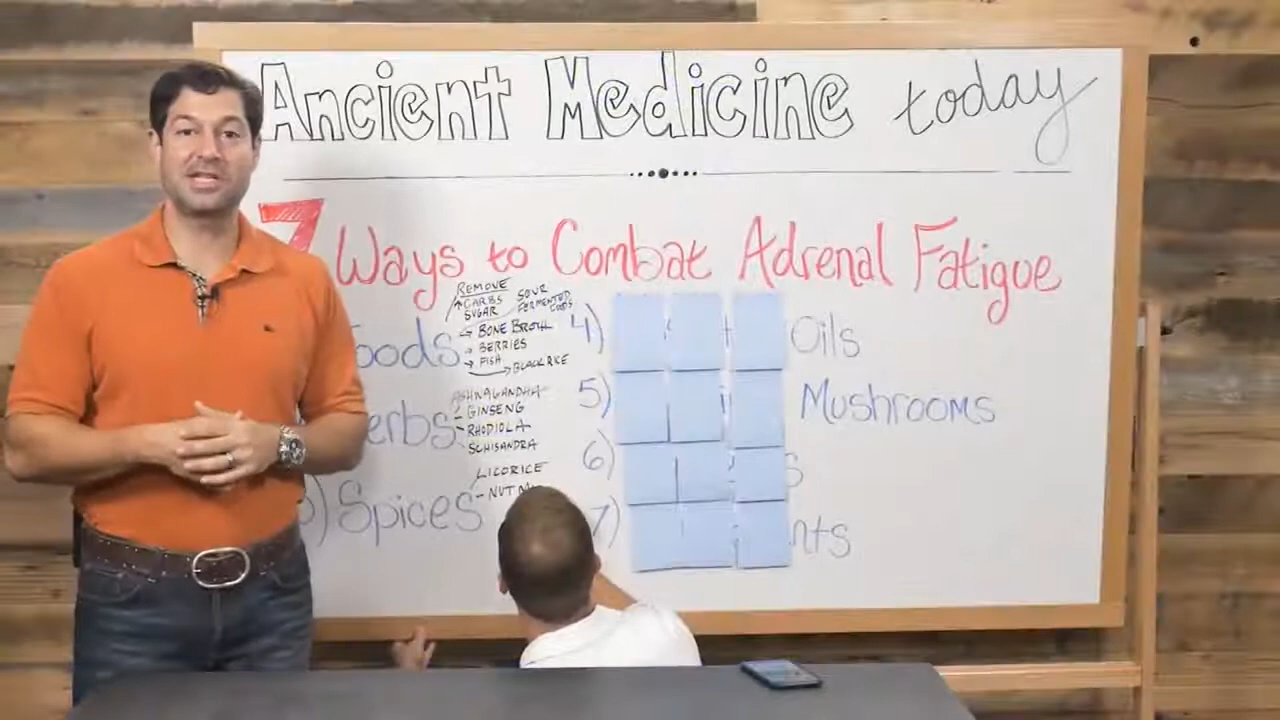 Ancient Medicine today
7 Ways to Combat Adrenal Fatigue
REMOVE
↑CARBS
SUGAR
SOUR
FERMENTED
FOODS
oods
→ BONE BROTH
→ BERRIES
→ FISH
→ BLACK RICE
erbs
ASHWAGANDHA
- GINSENG
- RHODIOLA
SCHISANDRA
) Spices
LICORICE
- NUTM
4) Oils
5) Mushrooms
6) s
7) nts